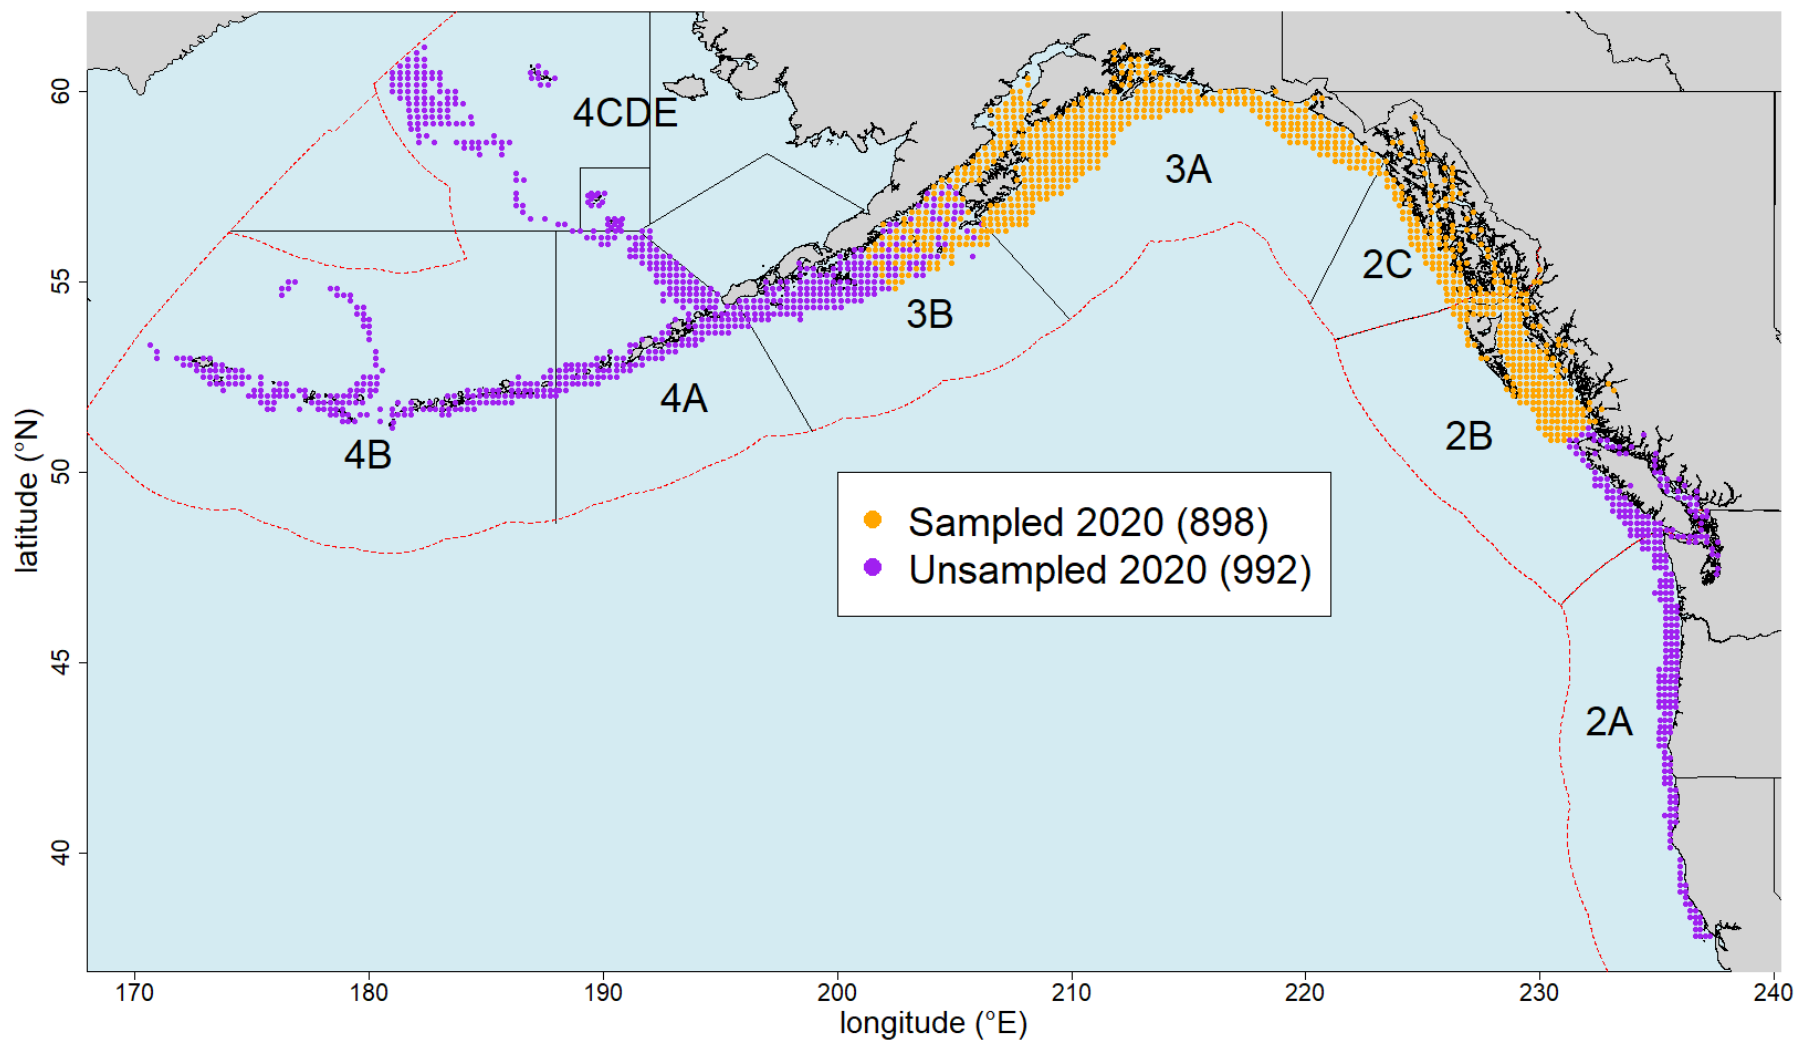 4CDE
3A
2C
3B
4A
2B
4B
2A
Sampled 2020 (898)
Unsampled 2020 (992)
60
55
50
45
40
latitude (°N)
170 180 190 200 210 220 230 240
longitude (°E)